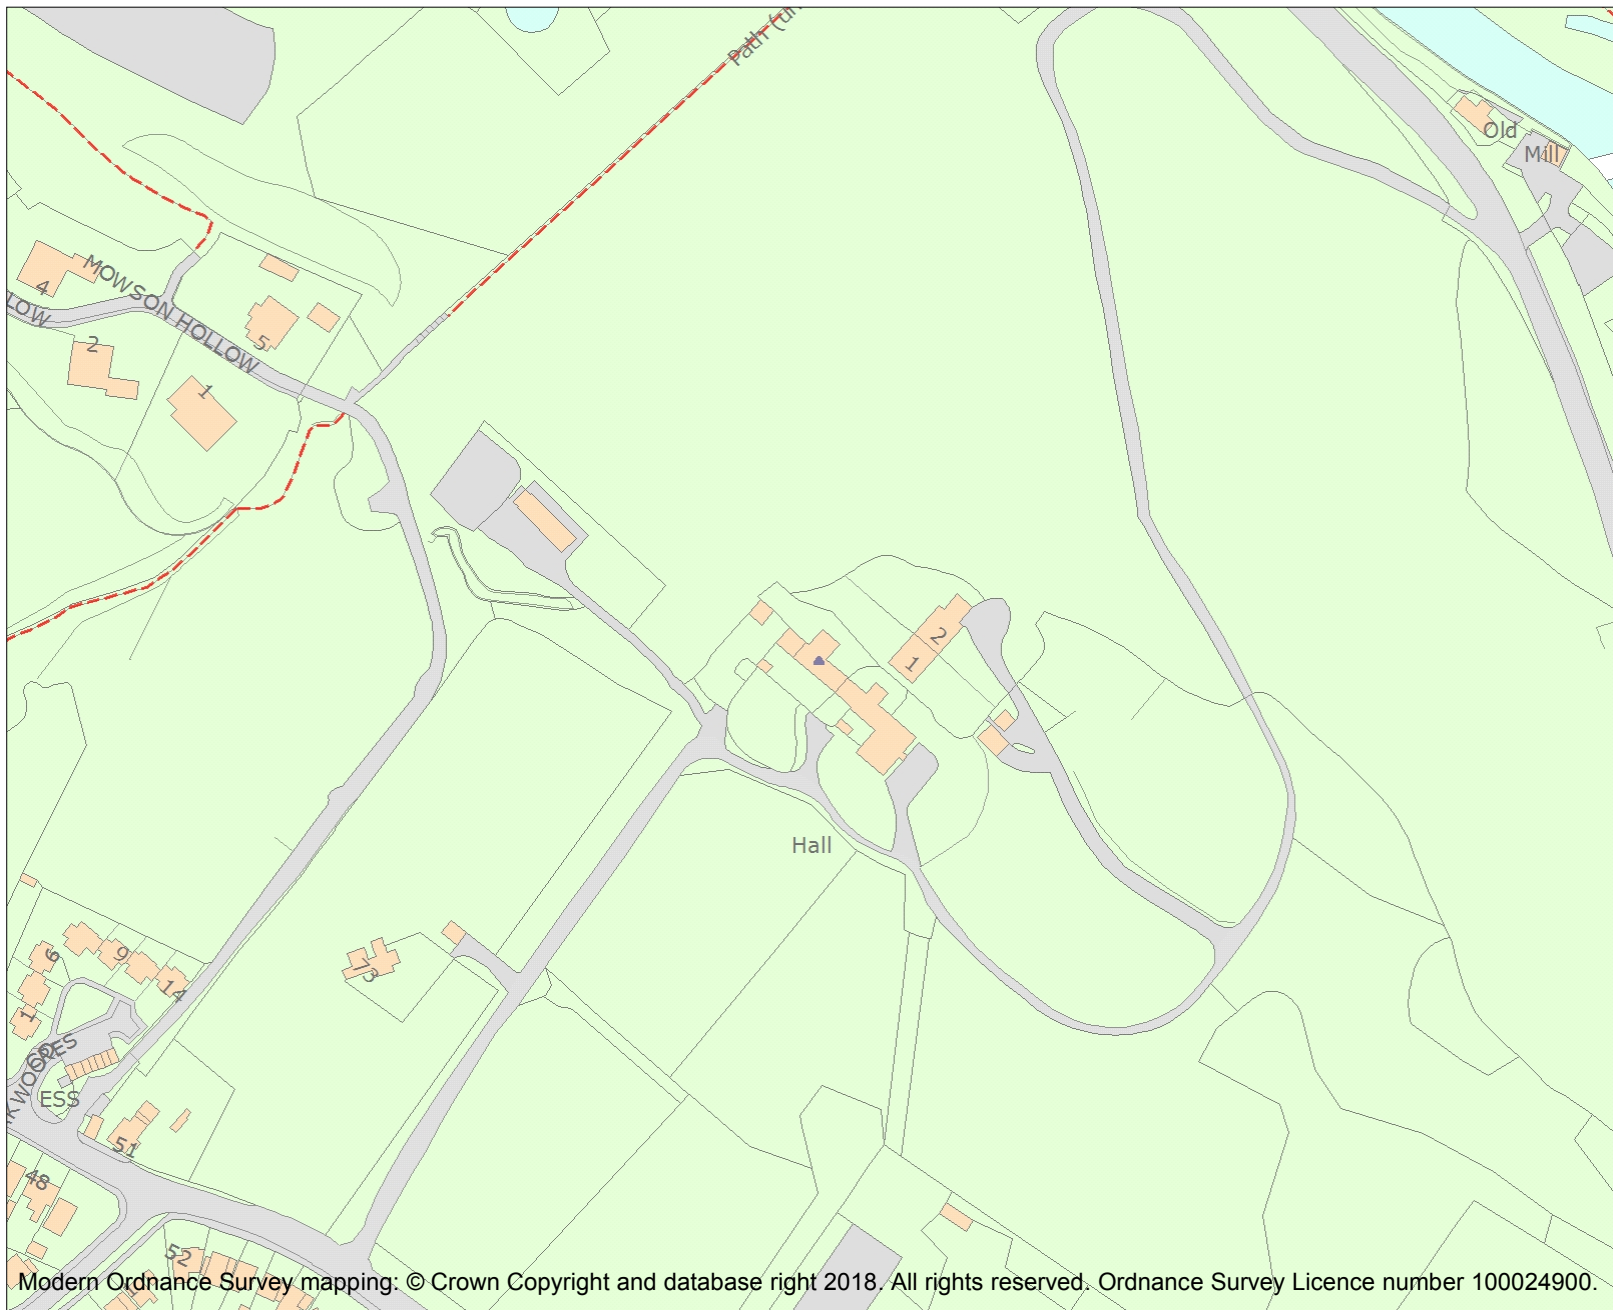 Path (un
Old
Mill
4
MOWSON HOLLOW
LOW
5
2
1
2
1
Hall
6
9
73
14
1
ESS
51
48
52
Modern Ordnance Survey mapping: © Crown Copyright and database right 2018. All rights reserved. Ordnance Survey Licence number 100024900.